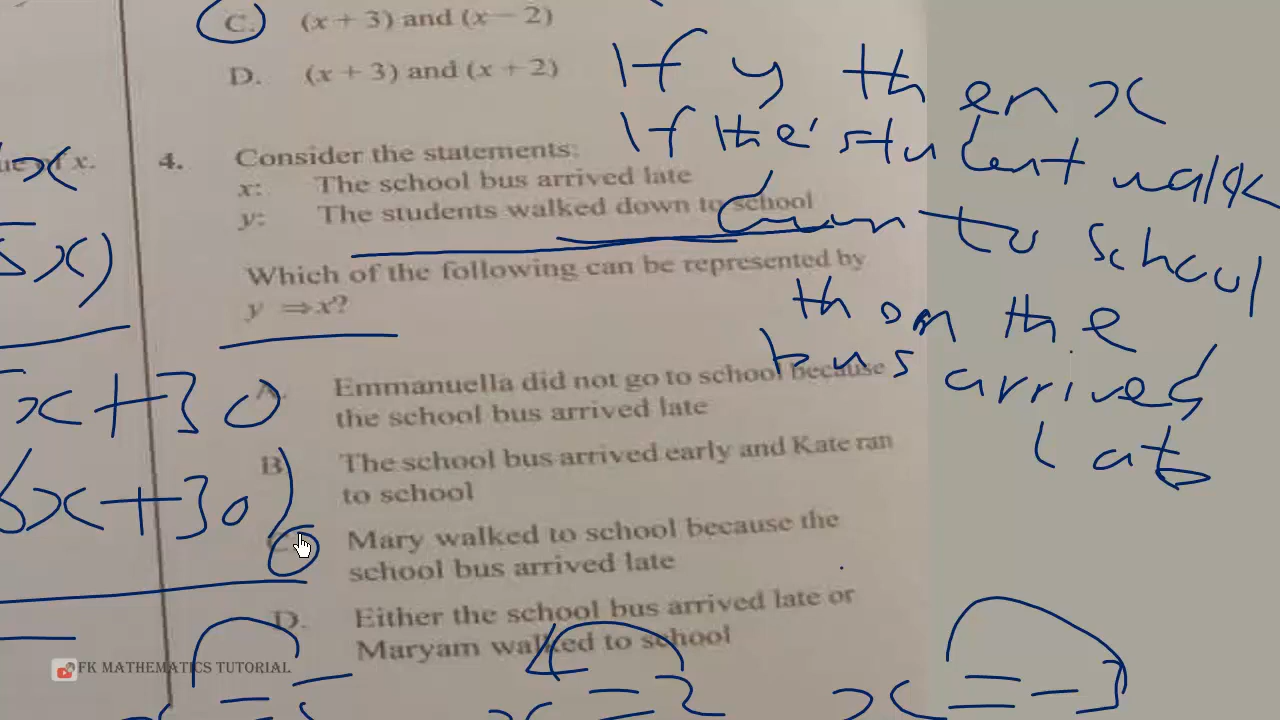 C. (x + 3) and (x − 2)
D. (x + 3) and (x + 2)
If y then x
If the student walk
down to school
then the
bus arrived
late
x.
x
5x)
x + 30
x + 30)
4. Consider the statements:
x: The school bus arrived late
y: The students walked down to school
Which of the following can be represented by
y ⇒ x?
A. Emmanuella did not go to school because
the school bus arrived late
B. The school bus arrived early and Kate ran
to school
C. Mary walked to school because the
school bus arrived late
D. Either the school bus arrived late or
Maryam walked to school
FK MATHEMATICS TUTORIAL